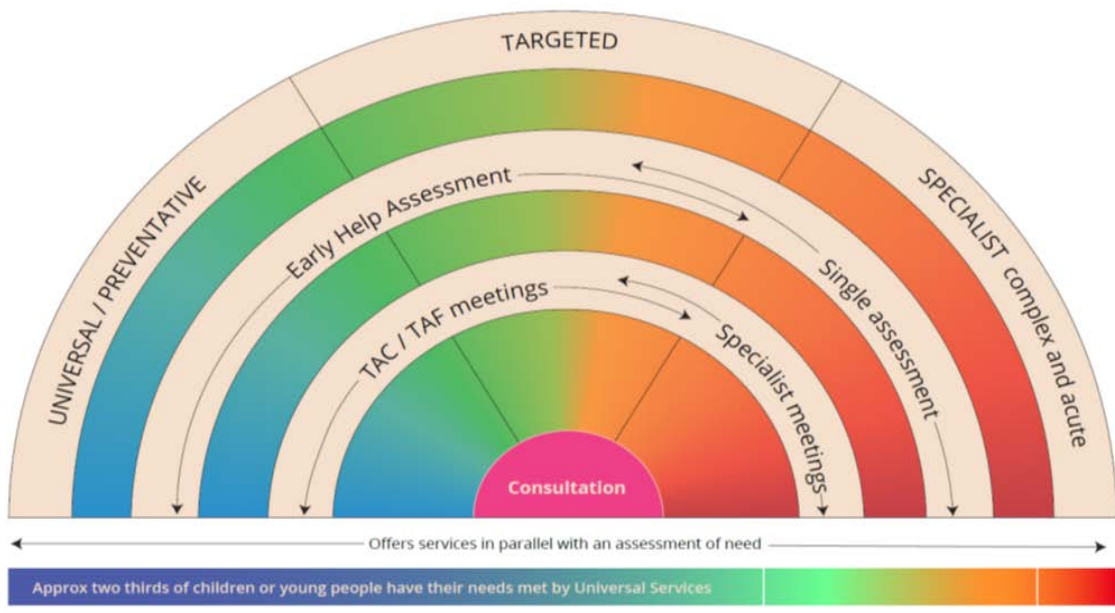 TARGETED
UNIVERSAL / PREVENTATIVE
SPECIALIST complex and acute
Early Help Assessment
Single assessment
TAC / TAF meetings
Specialist meetings
Consultation
Offers services in parallel with an assessment of need
Approx two thirds of children or young people have their needs met by Universal Services